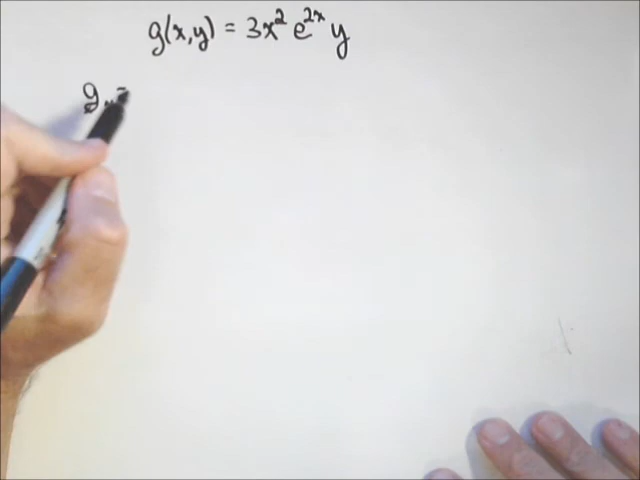 g(x,y) = 3x² e²ˣ y
g